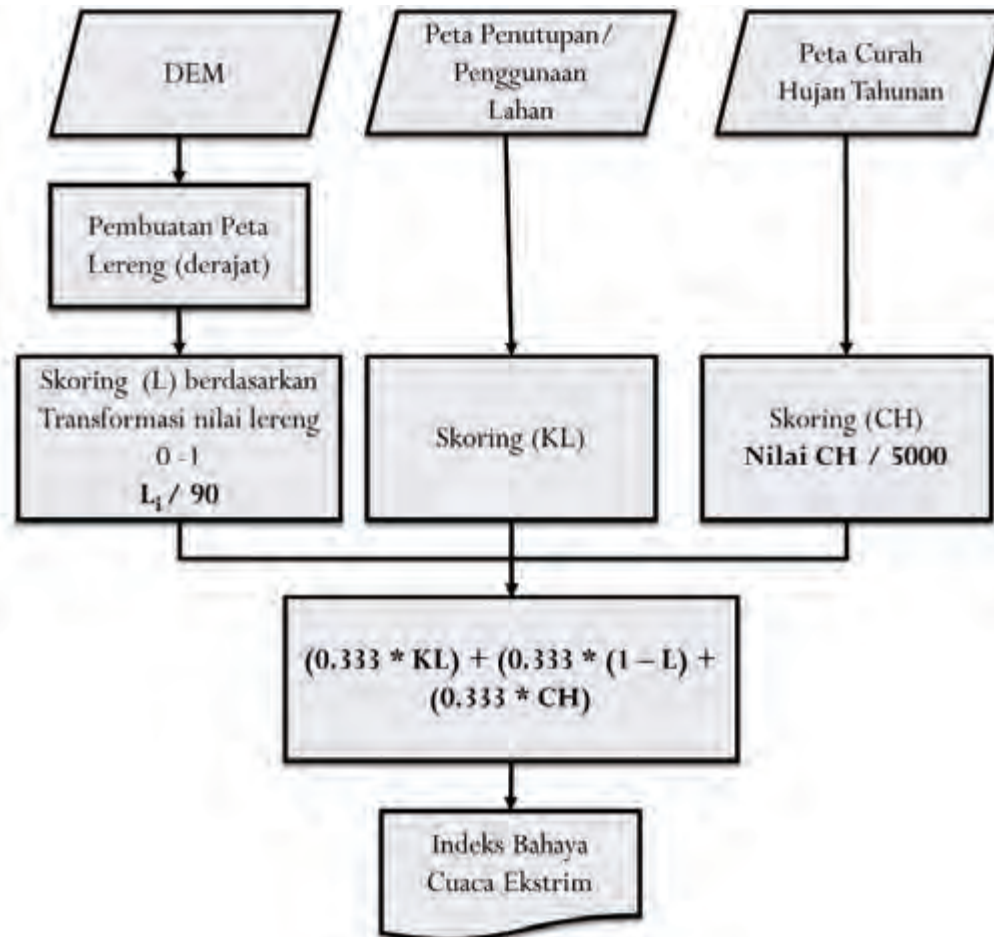 DEM
Peta Penutupan/
Penggunaan
Lahan
Peta Curah
Hujan Tahunan
Pembuatan Peta
Lereng (derajat)
Skoring (L) berdasarkan
Transformasi nilai lereng
0 -1
Li / 90
Skoring (KL)
Skoring (CH)
Nilai CH / 5000
(0.333 * KL) + (0.333 * (1 – L) +
(0.333 * CH)
Indeks Bahaya
Cuaca Ekstrim